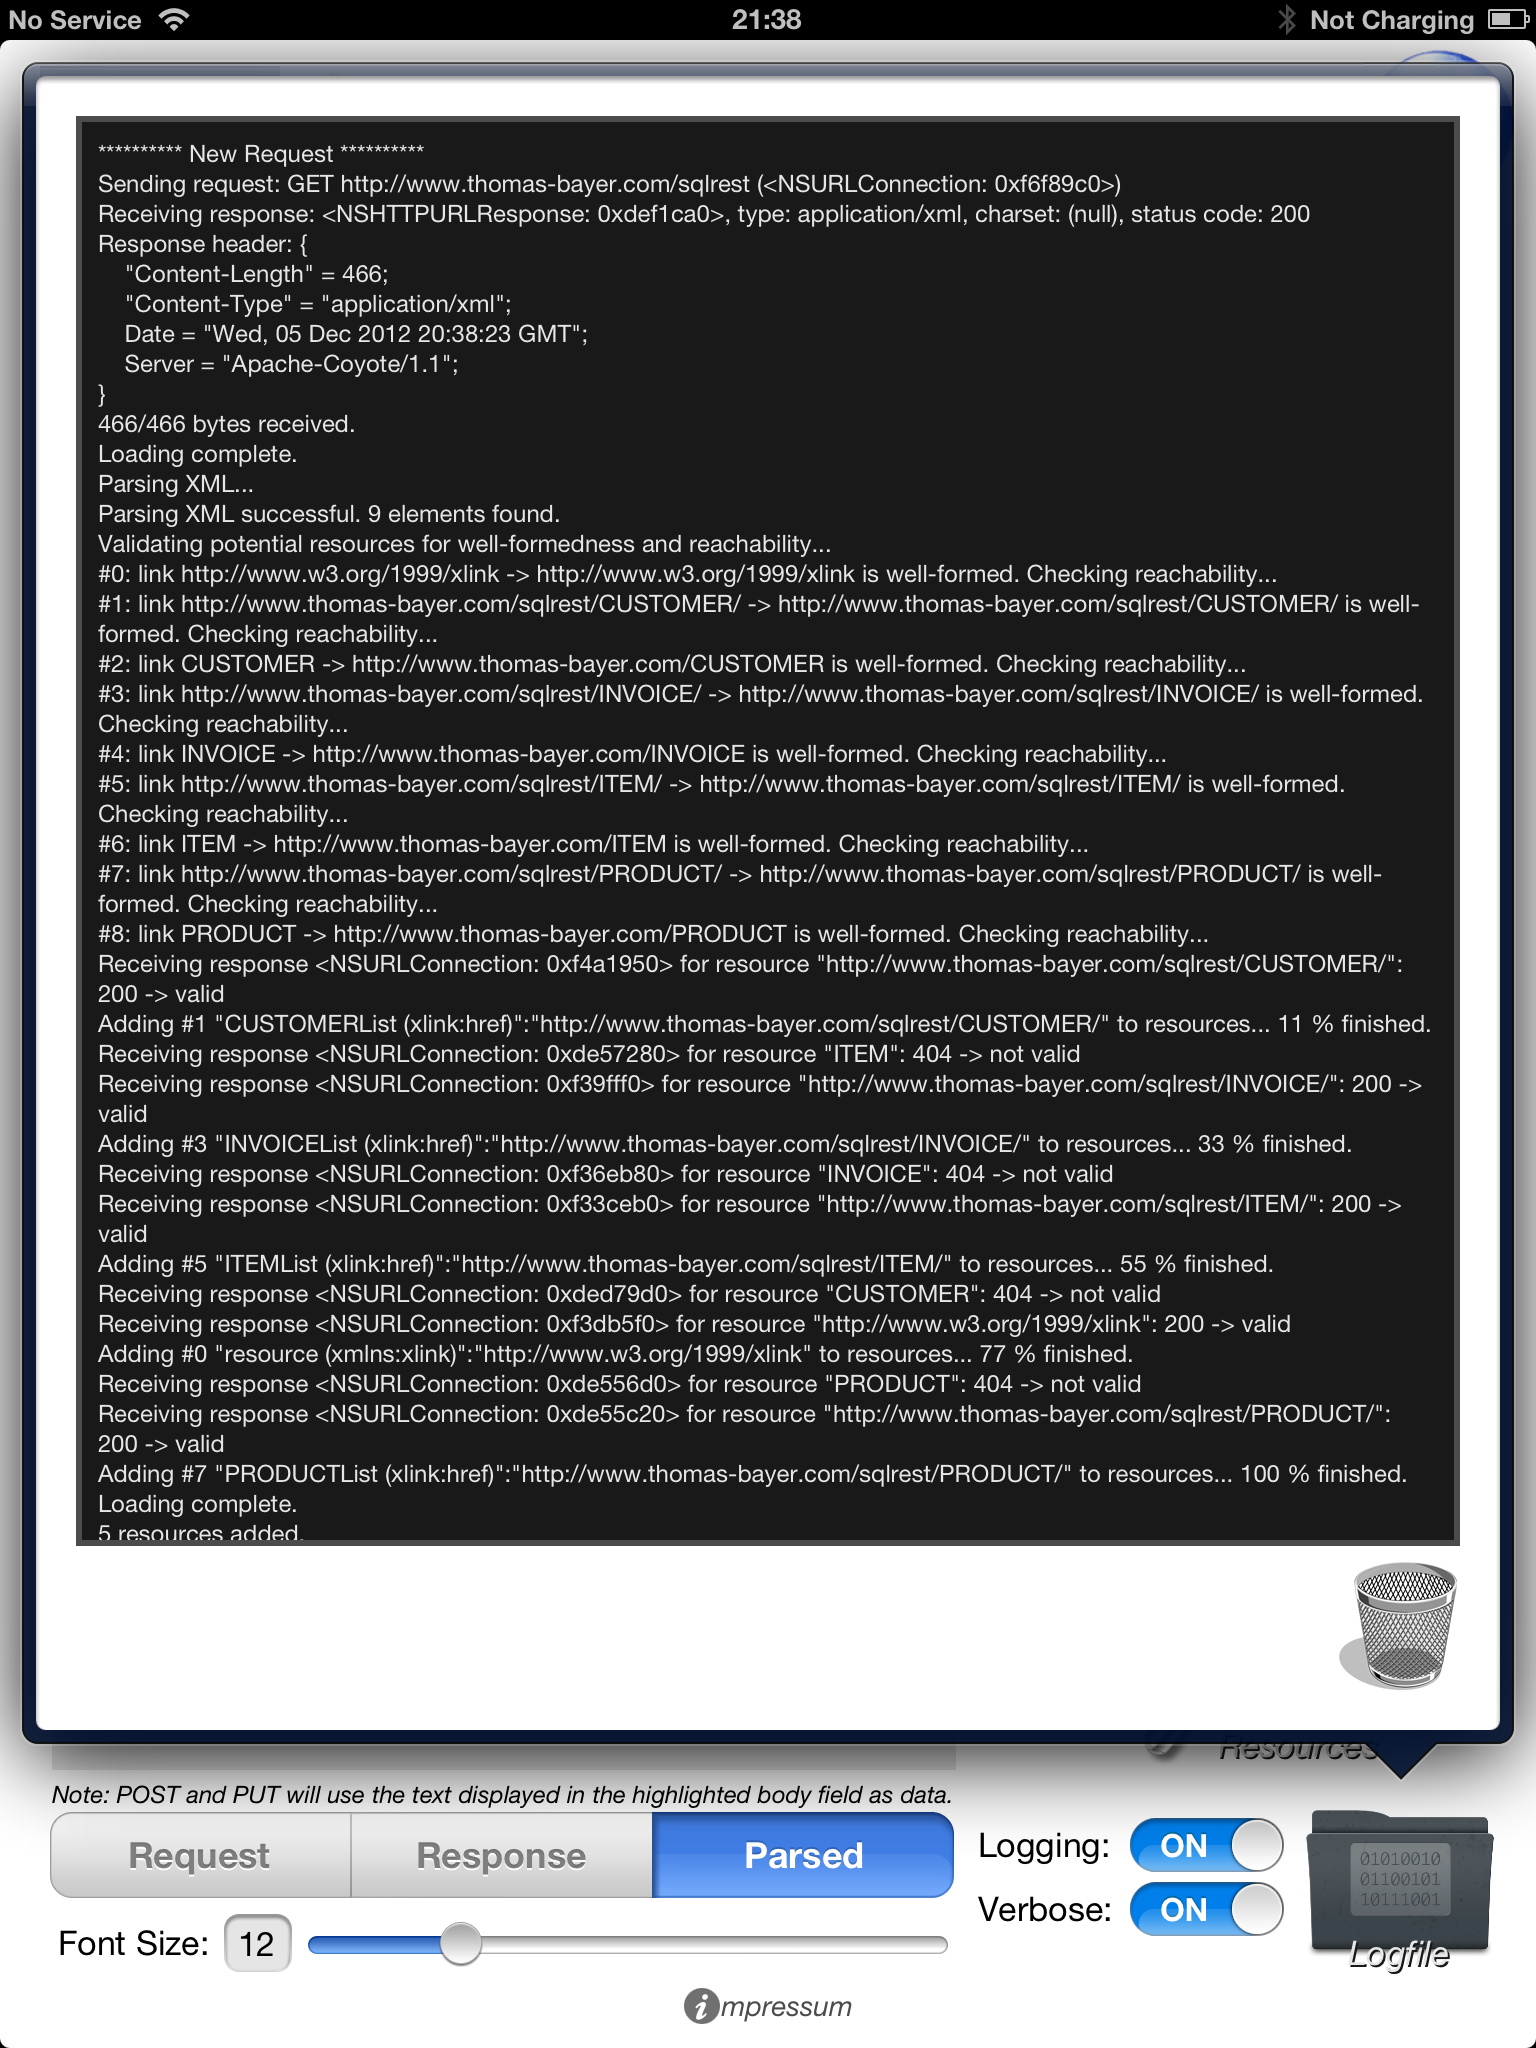 No Service
21:38
Not Charging
********** New Request **********
Sending request: GET http://www.thomas-bayer.com/sqlrest (<NSURLConnection: 0xf6f89c0>)
Receiving response: <NSHTTPURLResponse: 0xdef1ca0>, type: application/xml, charset: (null), status code: 200
Response header: {
"Content-Length" = 466;
"Content-Type" = "application/xml";
Date = "Wed, 05 Dec 2012 20:38:23 GMT";
Server = "Apache-Coyote/1.1";
}
466/466 bytes received.
Loading complete.
Parsing XML...
Parsing XML successful. 9 elements found.
Validating potential resources for well-formedness and reachability...
#0: link http://www.w3.org/1999/xlink -> http://www.w3.org/1999/xlink is well-formed. Checking reachability...
#1: link http://www.thomas-bayer.com/sqlrest/CUSTOMER/ -> http://www.thomas-bayer.com/sqlrest/CUSTOMER/ is well-
formed. Checking reachability...
#2: link CUSTOMER -> http://www.thomas-bayer.com/CUSTOMER is well-formed. Checking reachability...
#3: link http://www.thomas-bayer.com/sqlrest/INVOICE/ -> http://www.thomas-bayer.com/sqlrest/INVOICE/ is well-formed.
Checking reachability...
#4: link INVOICE -> http://www.thomas-bayer.com/INVOICE is well-formed. Checking reachability...
#5: link http://www.thomas-bayer.com/sqlrest/ITEM/ -> http://www.thomas-bayer.com/sqlrest/ITEM/ is well-formed.
Checking reachability...
#6: link ITEM -> http://www.thomas-bayer.com/ITEM is well-formed. Checking reachability...
#7: link http://www.thomas-bayer.com/sqlrest/PRODUCT/ -> http://www.thomas-bayer.com/sqlrest/PRODUCT/ is well-
formed. Checking reachability...
#8: link PRODUCT -> http://www.thomas-bayer.com/PRODUCT is well-formed. Checking reachability...
Receiving response <NSURLConnection: 0xf4a1950> for resource "http://www.thomas-bayer.com/sqlrest/CUSTOMER/":
200 -> valid
Adding #1 "CUSTOMERList (xlink:href)":"http://www.thomas-bayer.com/sqlrest/CUSTOMER/" to resources... 11 % finished.
Receiving response <NSURLConnection: 0xde57280> for resource "ITEM": 404 -> not valid
Receiving response <NSURLConnection: 0xf39fff0> for resource "http://www.thomas-bayer.com/sqlrest/INVOICE/": 200 ->
valid
Adding #3 "INVOICEList (xlink:href)":"http://www.thomas-bayer.com/sqlrest/INVOICE/" to resources... 33 % finished.
Receiving response <NSURLConnection: 0xf36eb80> for resource "INVOICE": 404 -> not valid
Receiving response <NSURLConnection: 0xf33ceb0> for resource "http://www.thomas-bayer.com/sqlrest/ITEM/": 200 ->
valid
Adding #5 "ITEMList (xlink:href)":"http://www.thomas-bayer.com/sqlrest/ITEM/" to resources... 55 % finished.
Receiving response <NSURLConnection: 0xded79d0> for resource "CUSTOMER": 404 -> not valid
Receiving response <NSURLConnection: 0xf3db5f0> for resource "http://www.w3.org/1999/xlink": 200 -> valid
Adding #0 "resource (xmlns:xlink)":"http://www.w3.org/1999/xlink" to resources... 77 % finished.
Receiving response <NSURLConnection: 0xde556d0> for resource "PRODUCT": 404 -> not valid
Receiving response <NSURLConnection: 0xde55c20> for resource "http://www.thomas-bayer.com/sqlrest/PRODUCT/":
200 -> valid
Adding #7 "PRODUCTList (xlink:href)":"http://www.thomas-bayer.com/sqlrest/PRODUCT/" to resources... 100 % finished.
Loading complete.
5 resources added.
Resources
Note: POST and PUT will use the text displayed in the highlighted body field as data.
Request
Response
Parsed
Logging: ON
Verbose: ON
01010010
01100101
10111001
Logfile
Font Size: 12
impressum